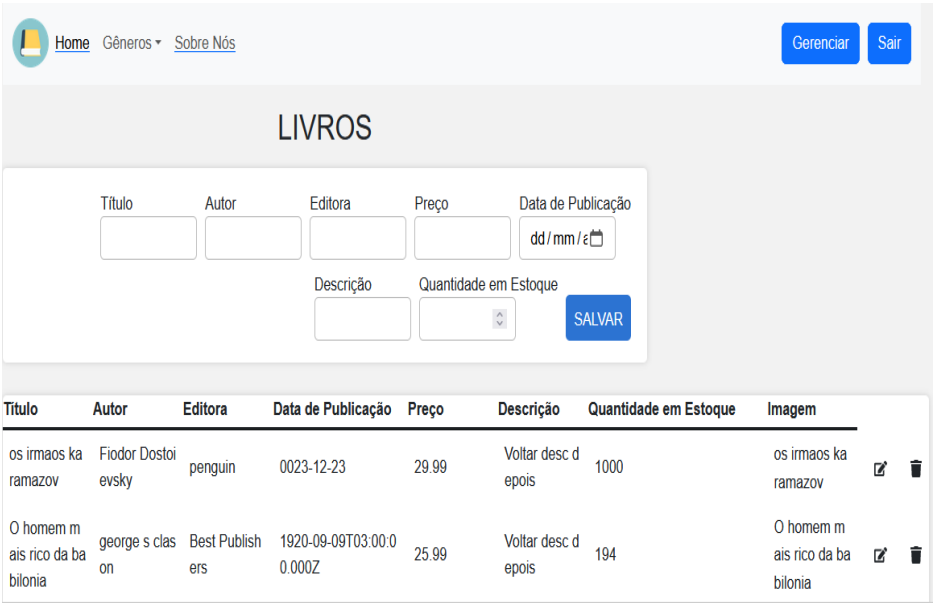 Home Gêneros Sobre Nós Gerenciar Sair
LIVROS
Título Autor Editora Preço Data de Publicação
dd/mm/a
Descrição Quantidade em Estoque
SALVAR
Titulo Autor Editora Data de Publicação Preço Descrição Quantidade em Estoque Imagem
os irmaos ka Fiodor Dostoi Voltar desc d os irmaos ka
ramazov evsky penguin 0023-12-23 29.99 epois 1000 ramazov
O homem m O homem m
ais rico da ba george s clas Best Publish 1920-09-09T03:00:0 25.99 Voltar desc d 194 ais rico da ba
bilonia on ers 0.000Z epois bilonia